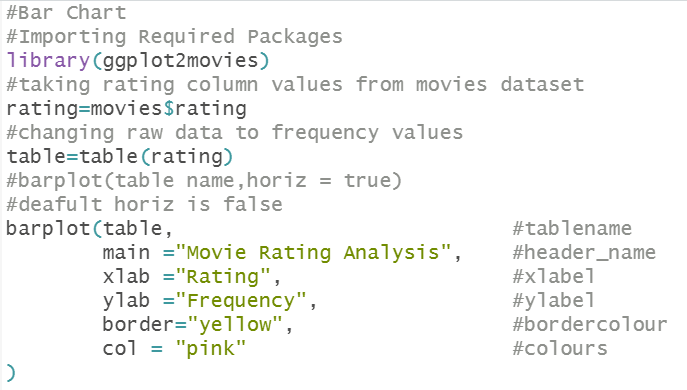 #Bar Chart
#Importing Required Packages
library(ggplot2movies)
#taking rating column values from movies dataset
rating=movies$rating
#changing raw data to frequency values
table=table(rating)
#barplot(table name,horiz = true)
#deafult horiz is false
barplot(table, #tablename
main ="Movie Rating Analysis", #header_name
xlab ="Rating", #xlabel
ylab ="Frequency", #ylabel
border="yellow", #bordercolour
col = "pink" #colours
)